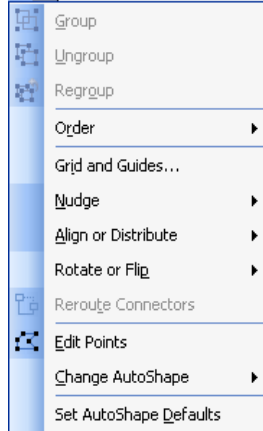 Group
Ungroup
Regroup
Order
Grid and Guides...
Nudge
Align or Distribute
Rotate or Flip
Reroute Connectors
Edit Points
Change AutoShape
Set AutoShape Defaults